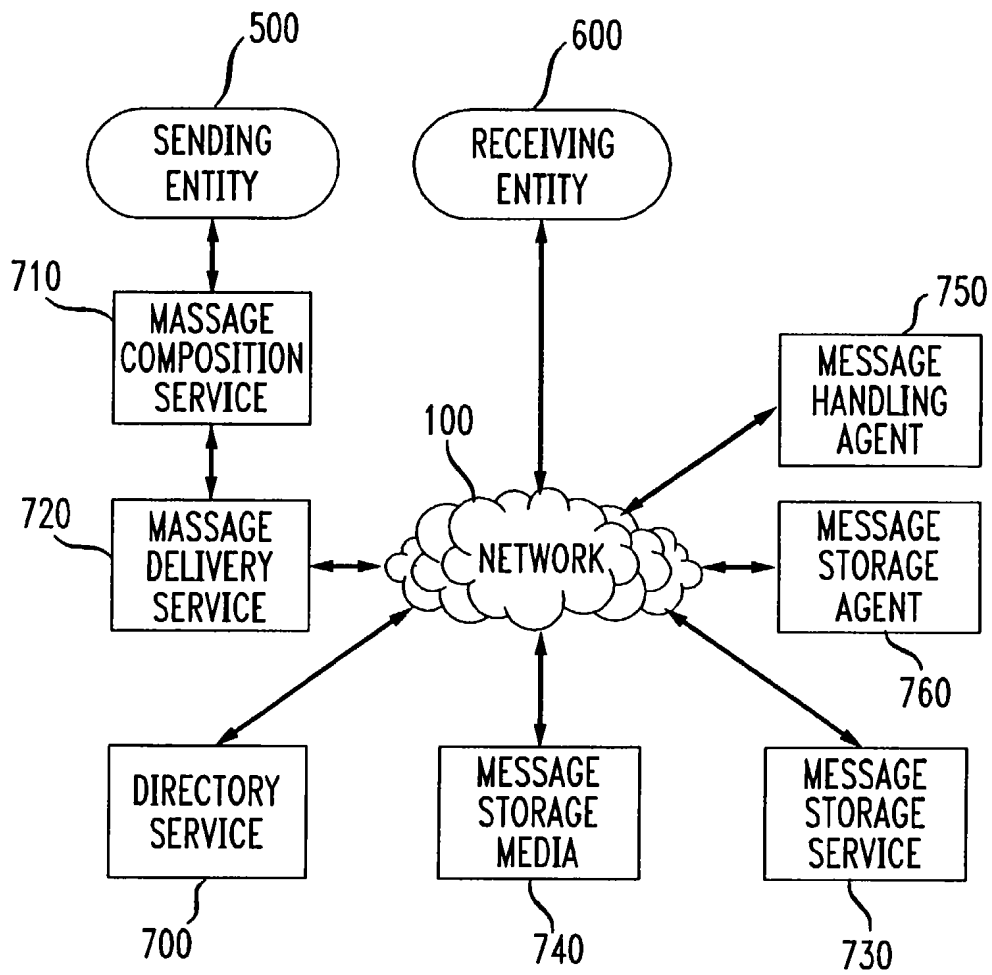 500
600
SENDING
ENTITY
RECEIVING
ENTITY
710
MASSAGE
COMPOSITION
SERVICE
750
MESSAGE
HANDLING
AGENT
100
720
MASSAGE
DELIVERY
SERVICE
NETWORK
MESSAGE
STORAGE
AGENT
760
DIRECTORY
SERVICE
MESSAGE
STORAGE
MEDIA
MESSAGE
STORAGE
SERVICE
700
740
730